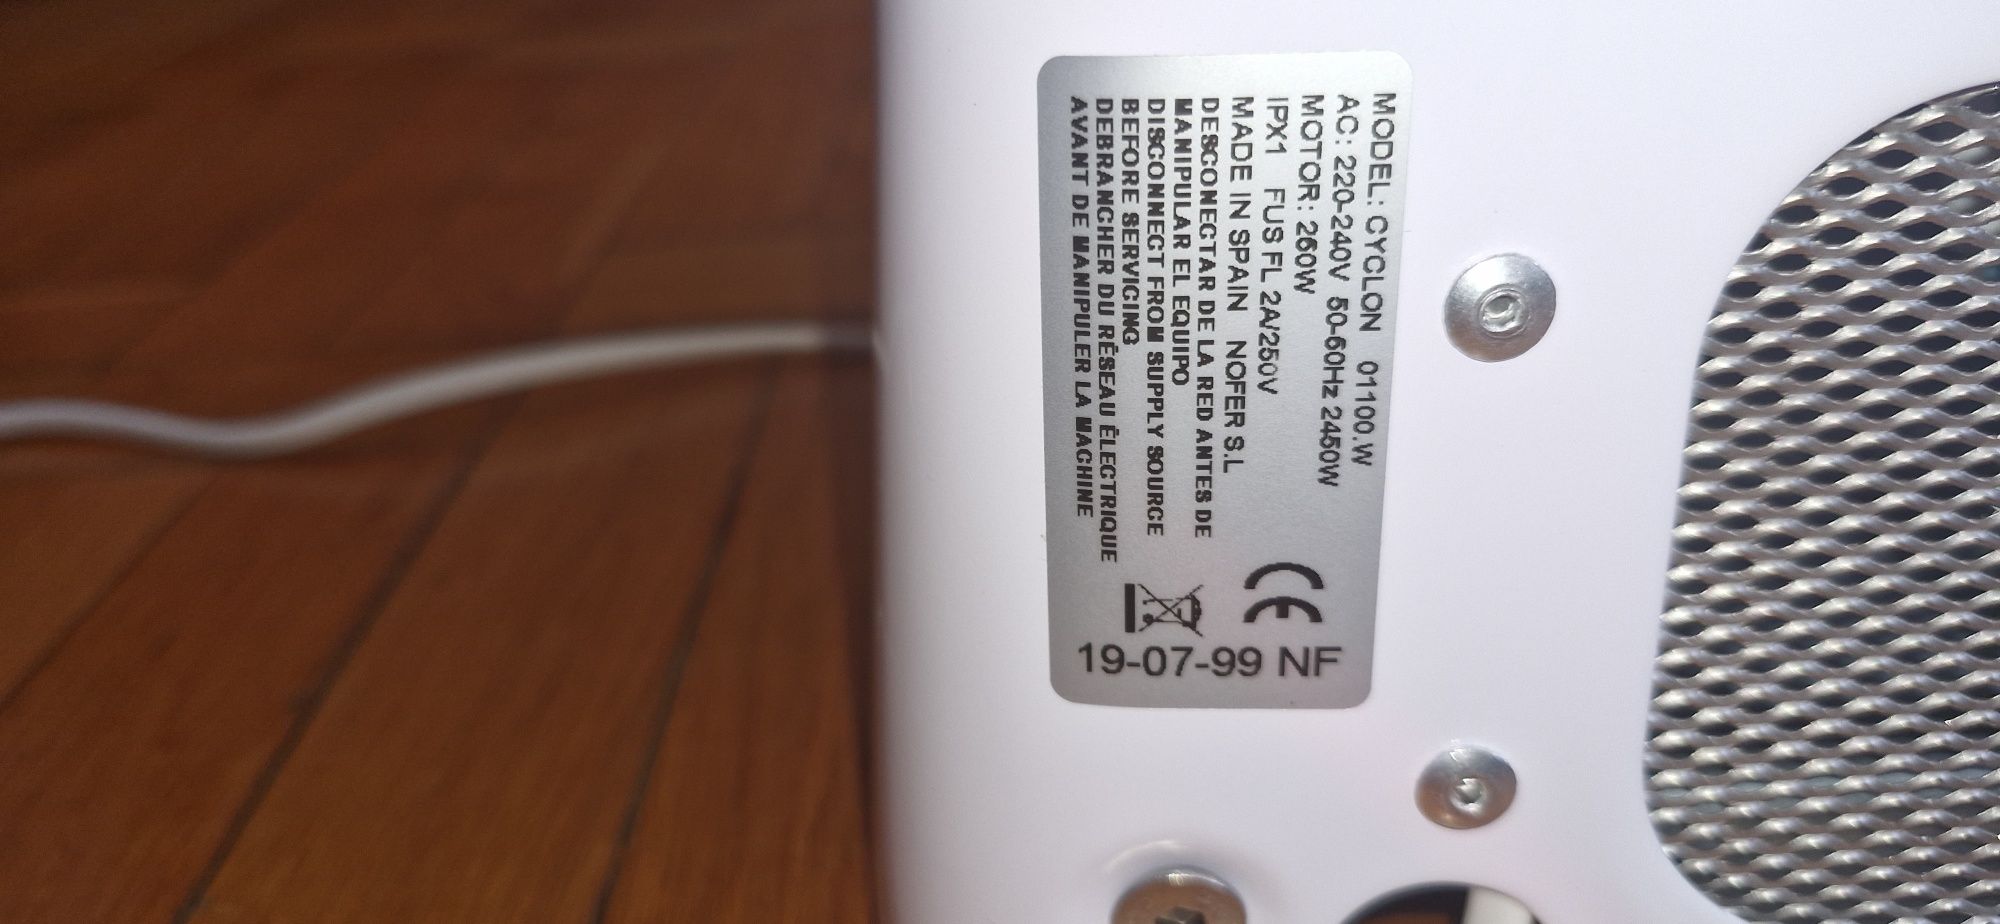 MODEL: CYCLON 01100.W
AC: 220-240V 50-60Hz 2450W
MOTOR: 260W
IPX1 FUS FL 2A/250V
MADE IN SPAIN NOFER S.L
DESCONECTAR DE LA RED ANTES DE
MANIPULAR EL EQUIPO
DISCONNECT FROM SUPPLY SOURCE
BEFORE SERVICING
DEBRANCHER DU RÉSEAU ÉLECTRIQUE
AVANT DE MANIPULER LA MACHINE
CE
19-07-99 NF